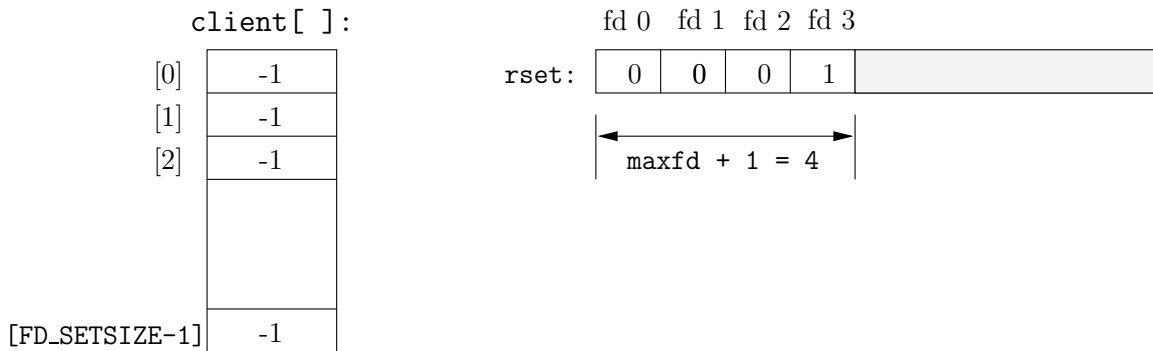 client[ ]:
[0] -1
[1] -1
[2] -1
[FD_SETSIZE-1] -1
fd 0 fd 1 fd 2 fd 3
rset: 0 0 0 1
maxfd + 1 = 4